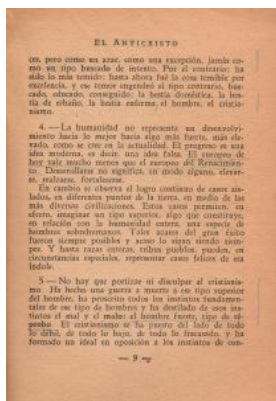 EL ANTICRISTO
cia, pero como un azar, como una excepción, jamás co-
mo un tipo buscado de intento. Por el contrario: ha
sido lo más temido: hasta ahora fué la cosa temible por
excelencia, y ese temor engendró el tipo contrario, bus-
cado, educado, conseguido: la bestia doméstica, la bes-
tia de rebaño, la bestia enferma, el hombre, el cristia-
nismo.
4.—La humanidad no representa un desenvolvi-
miento hacia lo mejor hacia algo más fuerte, más ele-
vado, como se cree en la actualidad. El progreso es una
idea moderna, es decir, una idea falsa. El europeo de
hoy vale mucho menos que el europeo del Renacimien-
to. Desarrollarse no significa, en modo alguno, elevar-
se, realzarse, fortalecerse.
En cambio se observa el logro continuo de casos ais-
lados, en diferentes puntos de la tierra, en medio de las
más diversas civilizaciones. Estos casos permiten, en
efecto, imaginar un tipo superior, algo que constituye,
en relación con la humanidad entera, una especie de
hombres sobrehumanos. Tales azares del gran éxito
fueron siempre posibles y acaso lo sigan siendo siem-
pre. Y hasta razas enteras, tribus pueblos, pueden, en
circunstancias especiales, representar casos felices de esa
índole.
5—No hay que poetizar ni disculpar el cristianis-
mo. Ha hecho una guerra a muerte a ese tipo superior
del hombre, ha proscrito todos los instintos fundamen-
tales de ese tipo de hombres y ha destilado de esos ins-
tintos el mal y el malo: el hombre fuerte, tipo de ré-
probo. El cristianismo se ha puesto del lado de todo
lo débil, de todo lo bajo, de todo lo fracasado, y ha
formado un ideal en oposición a los instintos de con-
— 9 —